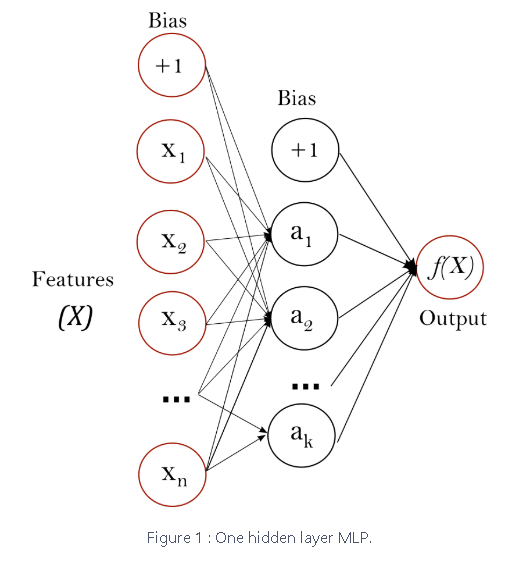 Bias
+1
Bias
x1
+1
x2
a1
Features
(X)
f(X)
x3
a2
Output
...
...
ak
xn
Figure 1 : One hidden layer MLP.